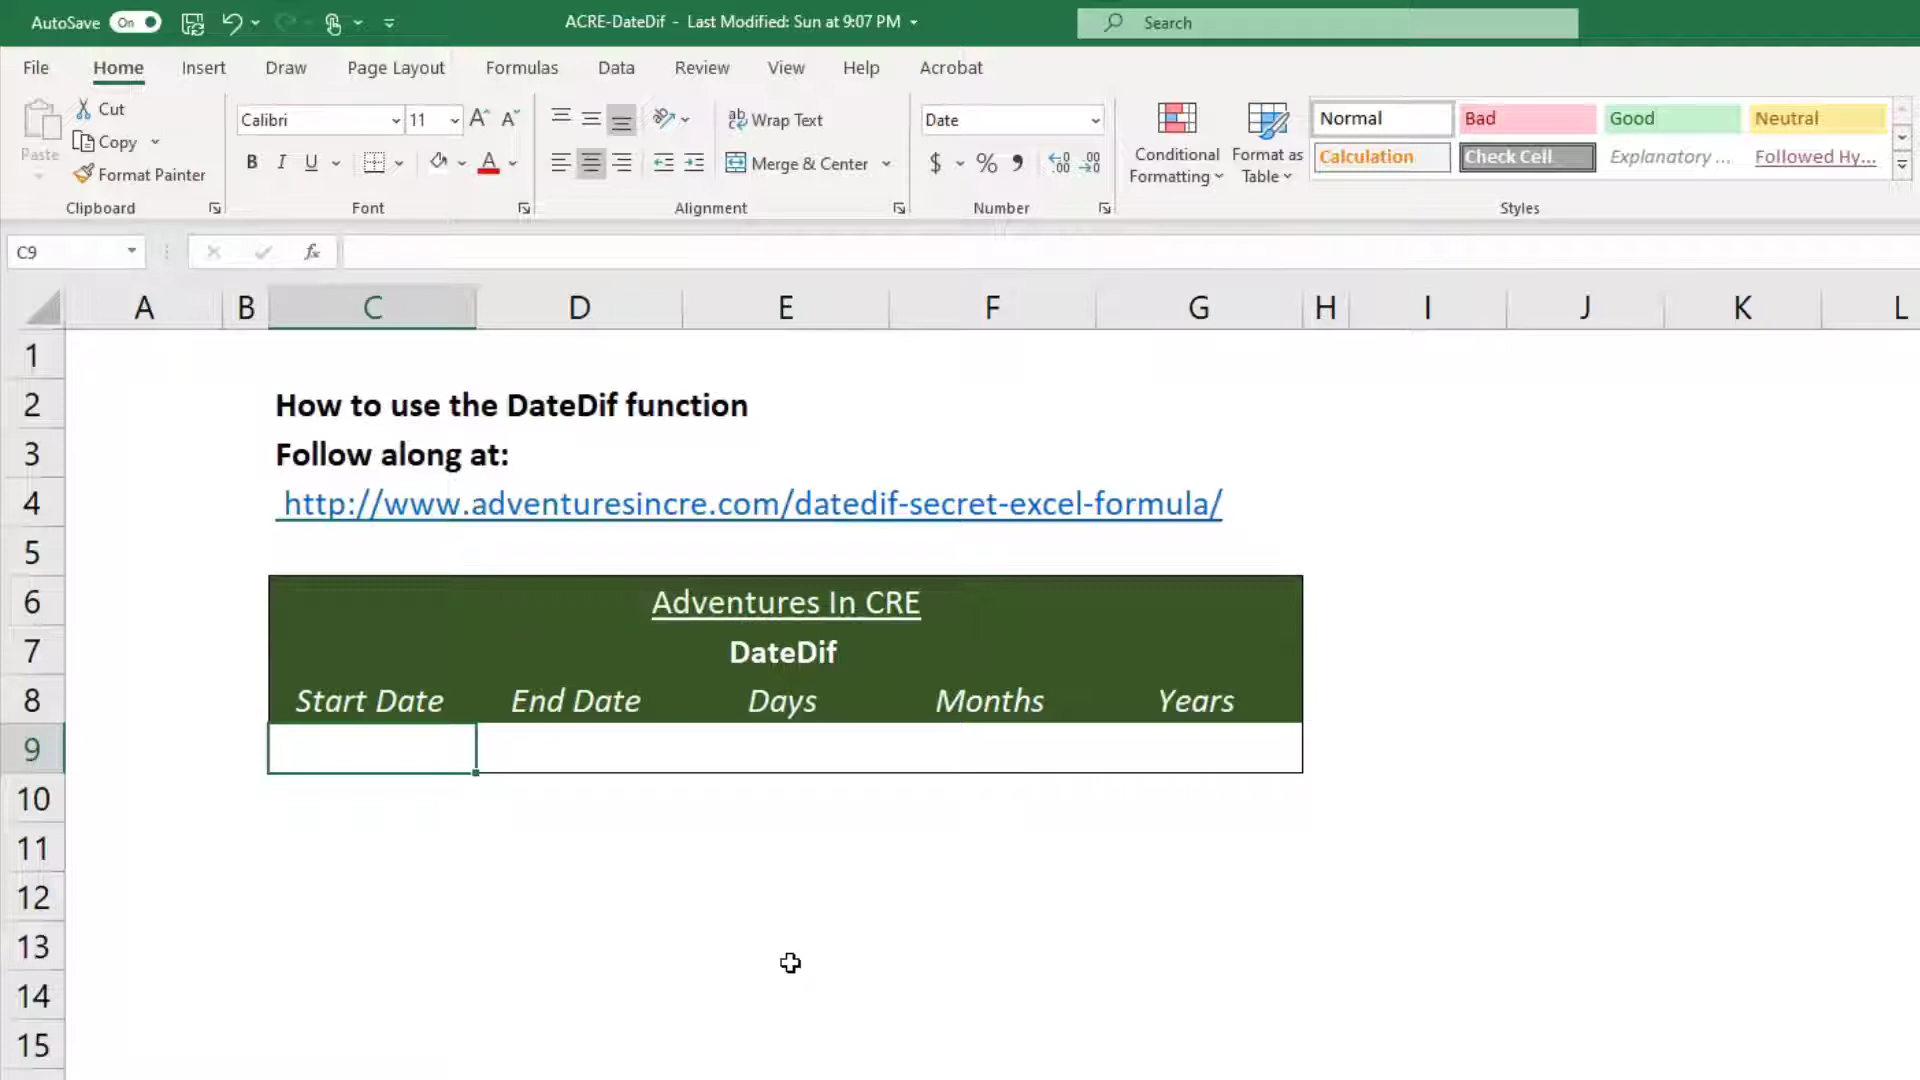 AutoSave On ACRE-DateDif - Last Modified: Sun at 9:07 PM Search
File Home Insert Draw Page Layout Formulas Data Review View Help Acrobat
Paste Cut Copy Format Painter Clipboard
Calibri 11 A A B I U A Font
ab Wrap Text Merge & Center Alignment
Date $ % , .00 .00 Number
Conditional Formatting Format as Table
Normal Bad Good Neutral
Calculation Check Cell Explanatory ... Followed Hy...
Styles
C9 fx
A B C D E F G H I J K L
1
2 How to use the DateDif function
3 Follow along at:
4 http://www.adventuresincre.com/datedif-secret-excel-formula/
5
6 Adventures In CRE
7 DateDif
8 Start Date End Date Days Months Years
9
10
11
12
13
14
15